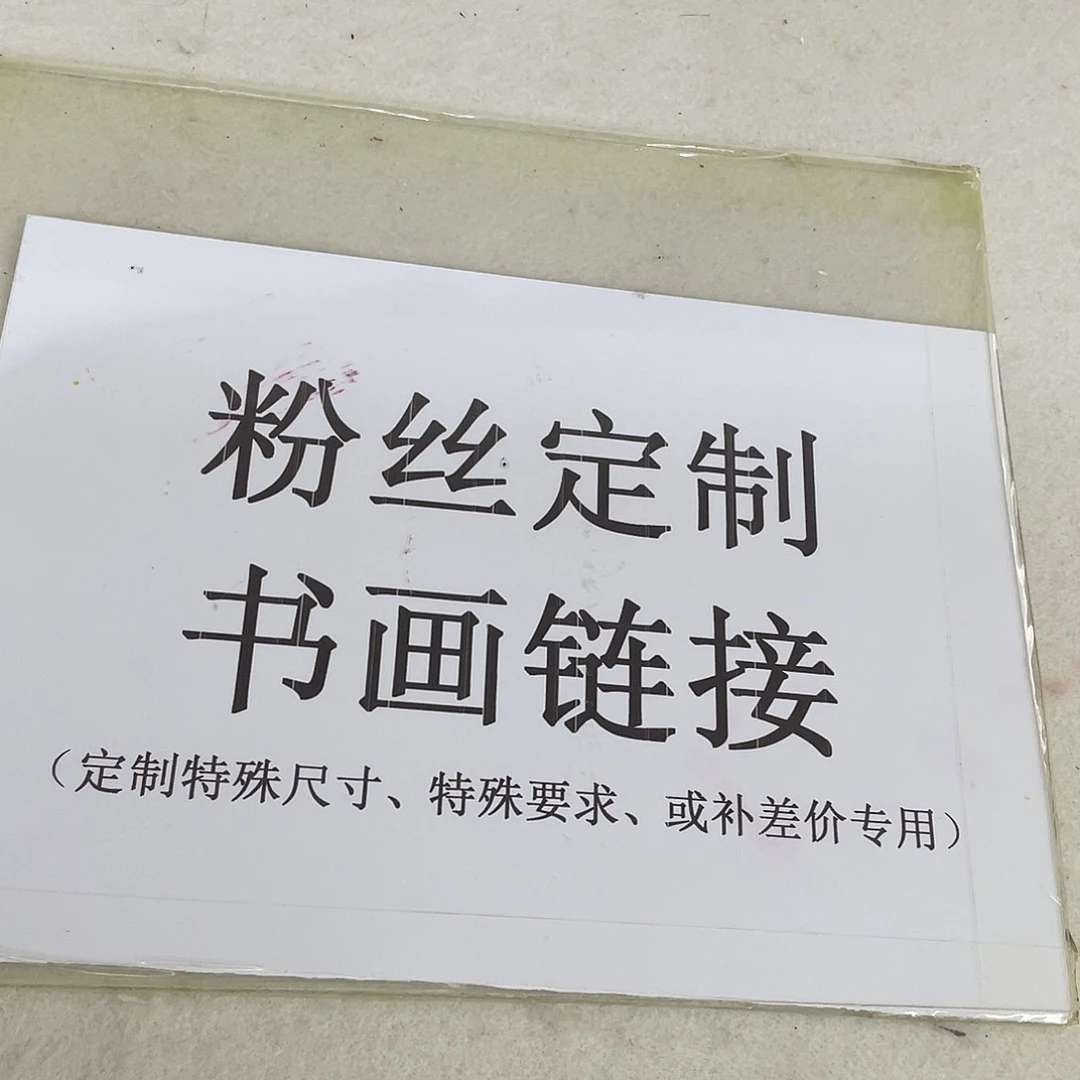 粉丝定制
书画链接
（定制特殊尺寸、特殊要求、或补差价专用）